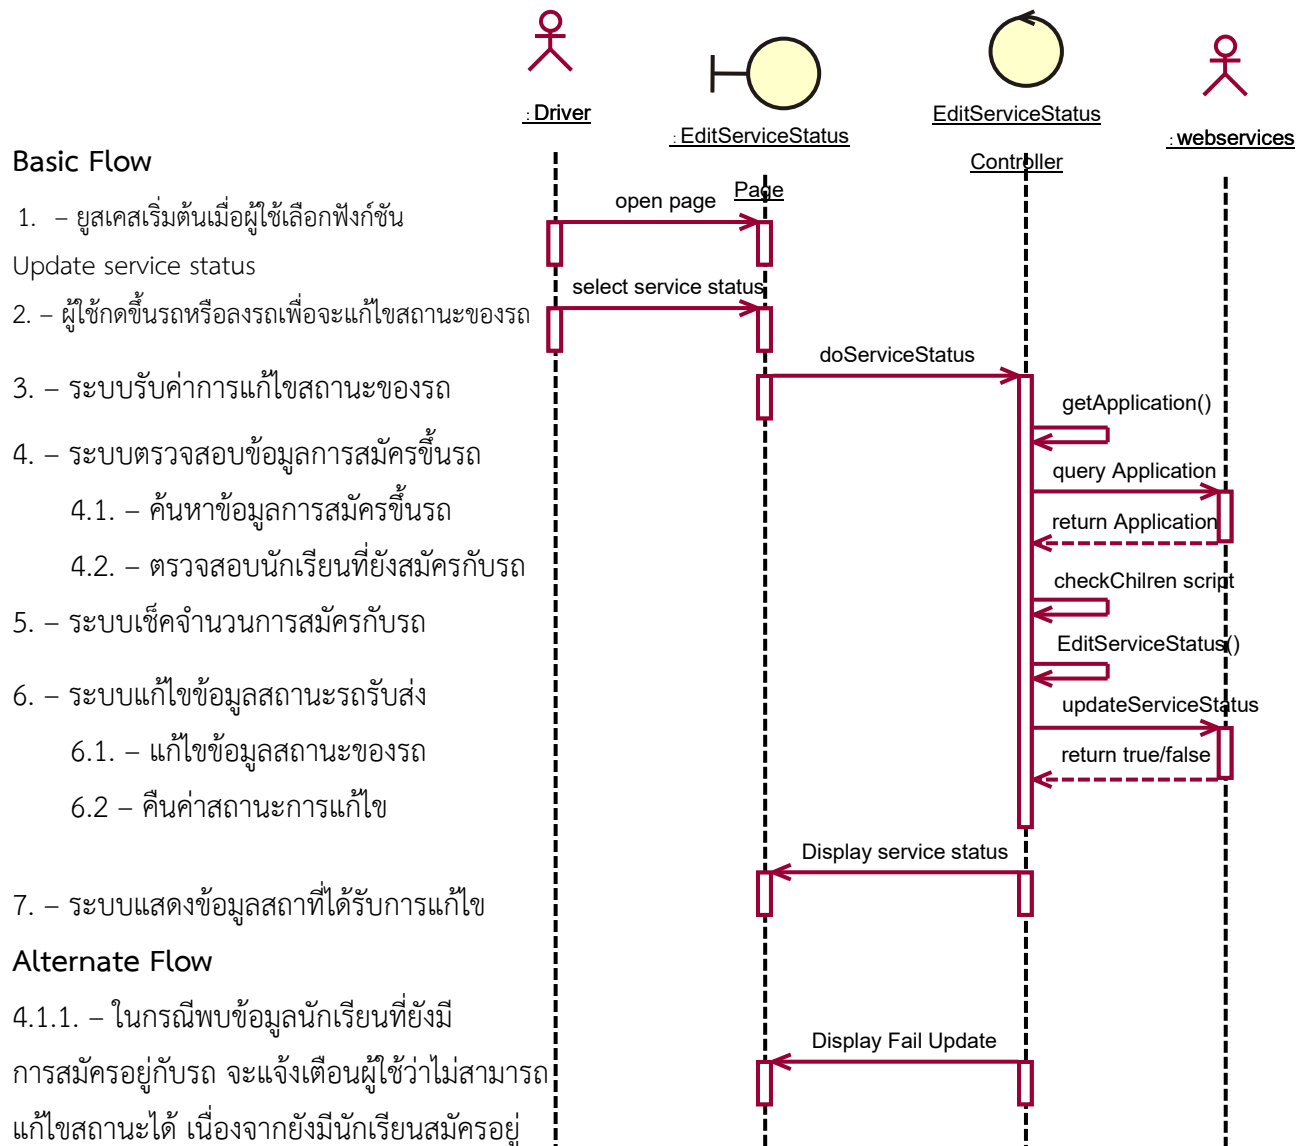 : Driver
: EditServiceStatus
Page
EditServiceStatus
Controller
: webservices
Basic Flow
1. – ยูสเคสเริ่มต้นเมื่อผู้ใช้เลือกฟังก์ชัน
Update service status
2. – ผู้ใช้กดขึ้นรถหรือลงรถเพื่อจะแก้ไขสถานะของรถ
3. – ระบบรับค่าการแก้ไขสถานะของรถ
4. – ระบบตรวจสอบข้อมูลการสมัครขึ้นรถ
4.1. – ค้นหาข้อมูลการสมัครขึ้นรถ
4.2. – ตรวจสอบนักเรียนที่ยังสมัครกับรถ
5. – ระบบเช็คจำนวนการสมัครกับรถ
6. – ระบบแก้ไขข้อมูลสถานะรถรับส่ง
6.1. – แก้ไขข้อมูลสถานะของรถ
6.2 – คืนค่าสถานะการแก้ไข
7. – ระบบแสดงข้อมูลสถาที่ได้รับการแก้ไข
Alternate Flow
4.1.1. – ในกรณีพบข้อมูลนักเรียนที่ยังมี
การสมัครอยู่กับรถ จะแจ้งเตือนผู้ใช้ว่าไม่สามารถ
แก้ไขสถานะได้ เนื่องจากยังมีนักเรียนสมัครอยู่
open page
select service status
doServiceStatus
getApplication()
query Application
return Application
checkChilren script
EditServiceStatus()
updateServiceStatus
return true/false
Display service status
Display Fail Update